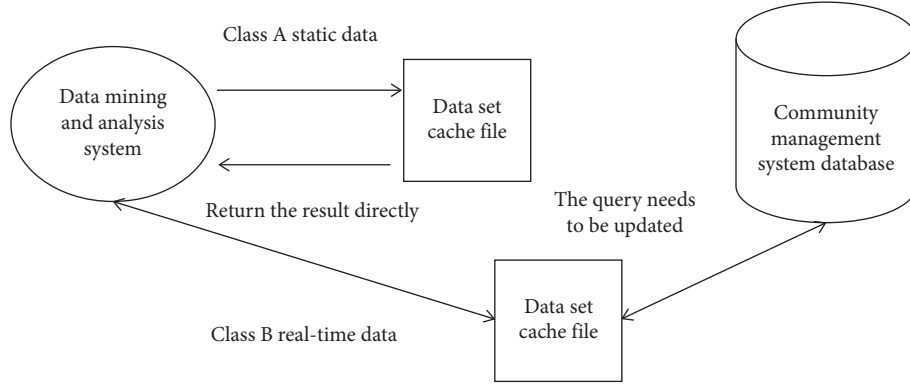 Class A static data
Data mining
and analysis
system
Data set
cache file
Community
management
system database
Return the result directly
The query needs
to be updated
Data set
cache file
Class B real-time data